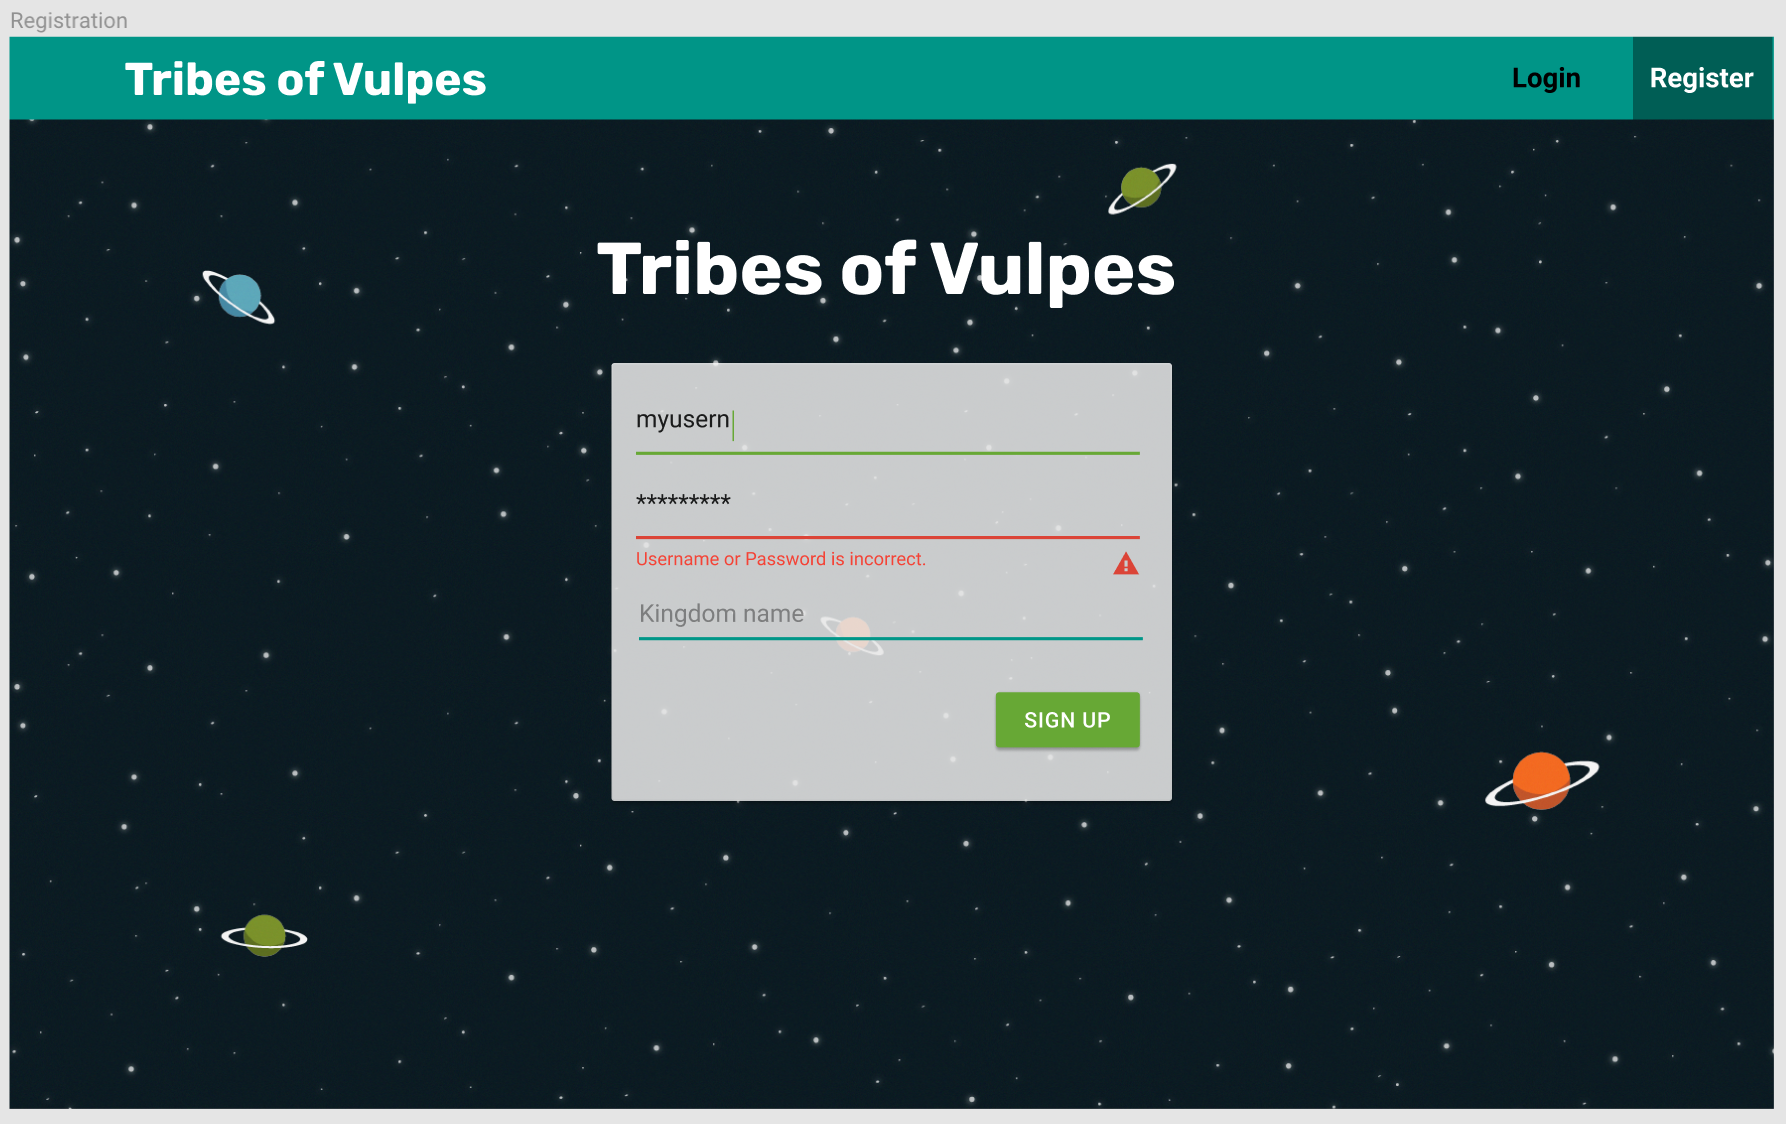 Registration
Tribes of Vulpes
Login
Register
Tribes of Vulpes
myusern
*********
Username or Password is incorrect.
Kingdom name
SIGN UP